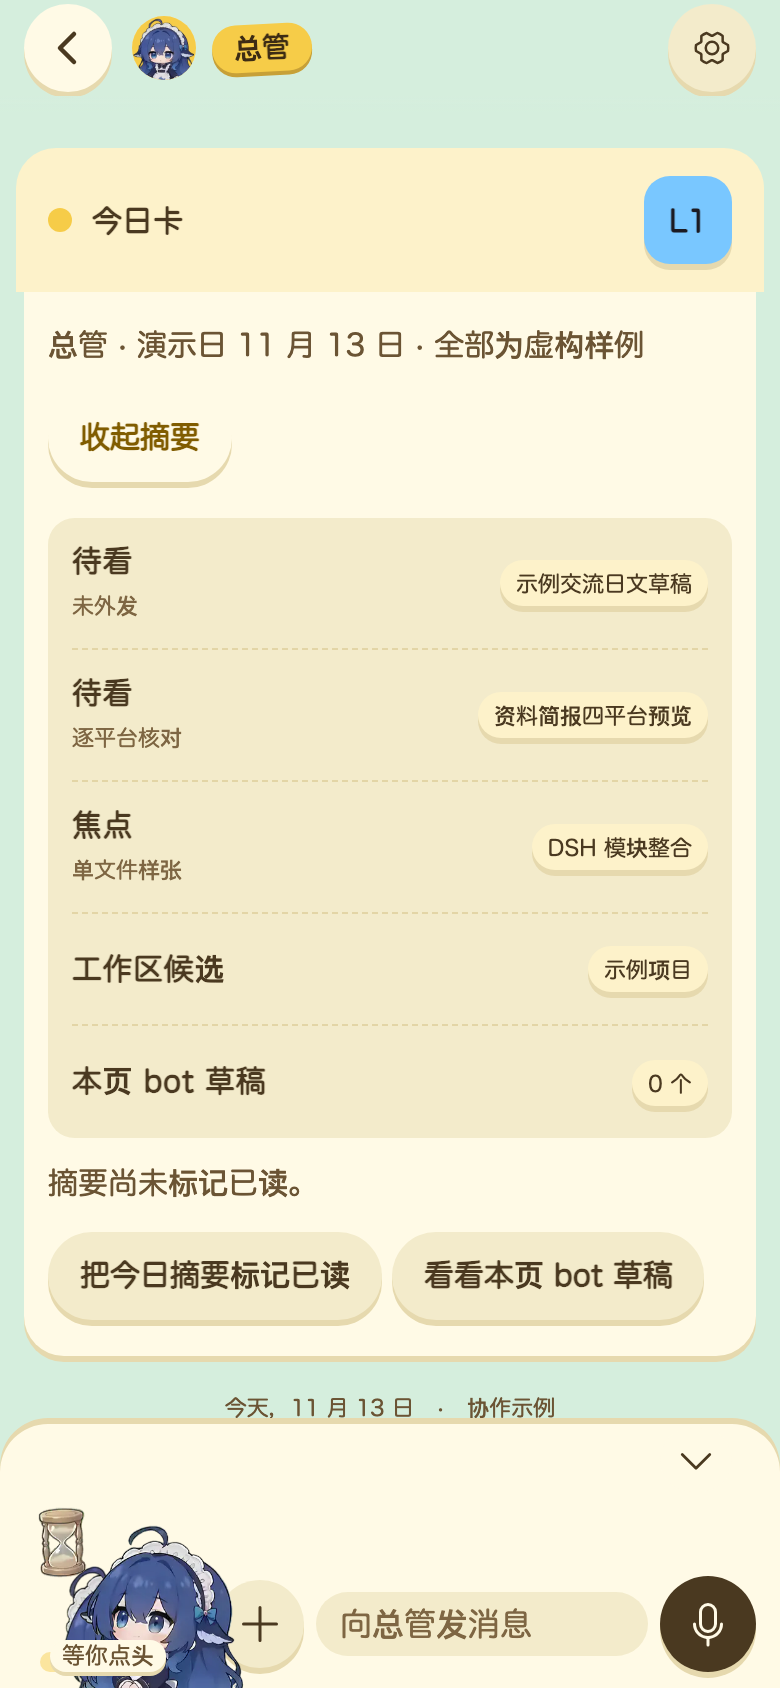 总管
今日卡
L1
总管 · 演示日 11 月 13 日 · 全部为虚构样例
收起摘要
待看
示例交流日文草稿
未外发
待看
资料简报四平台预览
逐平台核对
焦点
DSH 模块整合
单文件样张
工作区候选
示例项目
本页 bot 草稿
0 个
摘要尚未标记已读。
把今日摘要标记已读
看看本页 bot 草稿
今天，11 月 13 日 · 协作示例
向总管发消息
等你点头